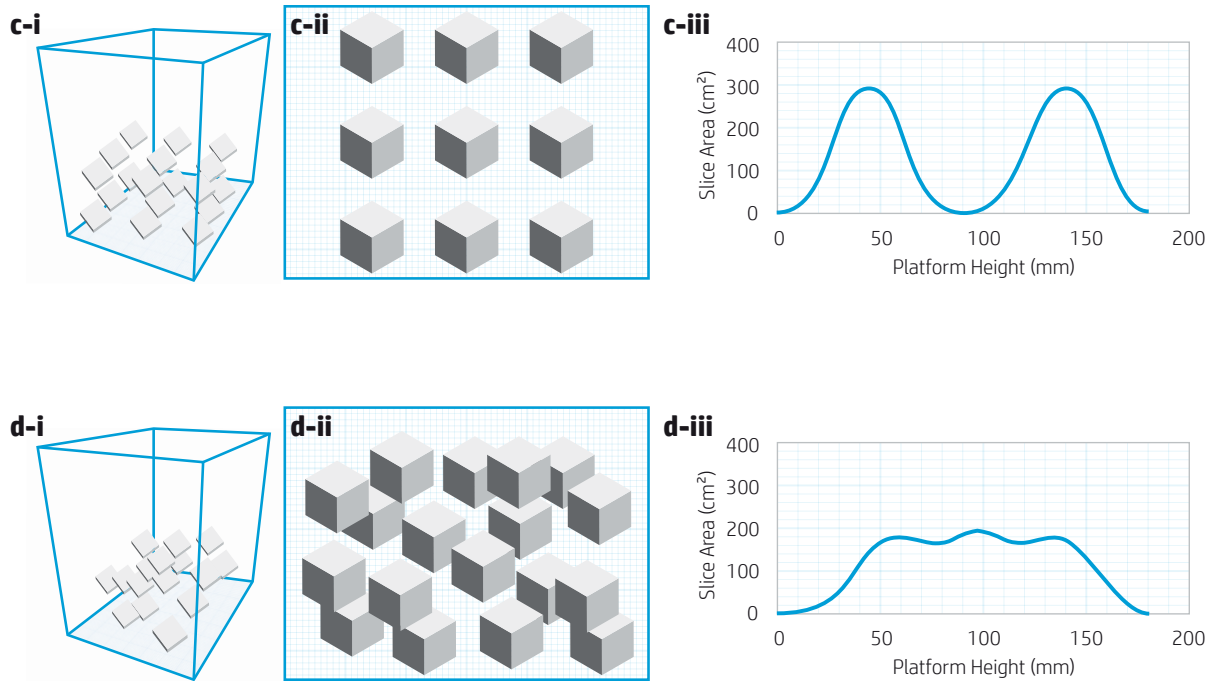 c-i
c-ii
c-iii
400
300
200
100
0
Slice Area (cm²)
0 50 100 150 200
Platform Height (mm)
d-i
d-ii
d-iii
400
300
200
100
0
Slice Area (cm²)
0 50 100 150 200
Platform Height (mm)